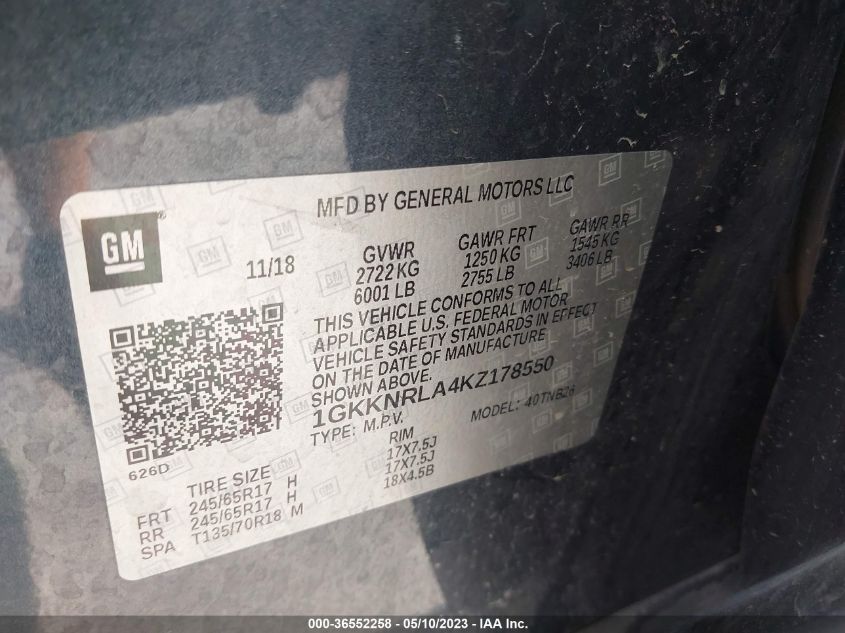 MFD BY GENERAL MOTORS LLC
GM®
11/18
GVWR GAWR FRT GAWR RR
2722 KG 1250 KG 1545 KG
6001 LB 2755 LB 3406 LB
THIS VEHICLE CONFORMS TO ALL
APPLICABLE U.S. FEDERAL MOTOR
VEHICLE SAFETY STANDARDS IN EFFECT
ON THE DATE OF MANUFACTURE
SHOWN ABOVE.
1GKKNRLA4KZ178550
TYPE: M.P.V. MODEL: 40TNB26
626D
TIRE SIZE RIM
FRT 245/65R17 H 17X7.5J
RR 245/65R17 H 17X7.5J
SPA T135/70R18 M 18X4.5B
000-36552258 - 05/10/2023 - IAA Inc.